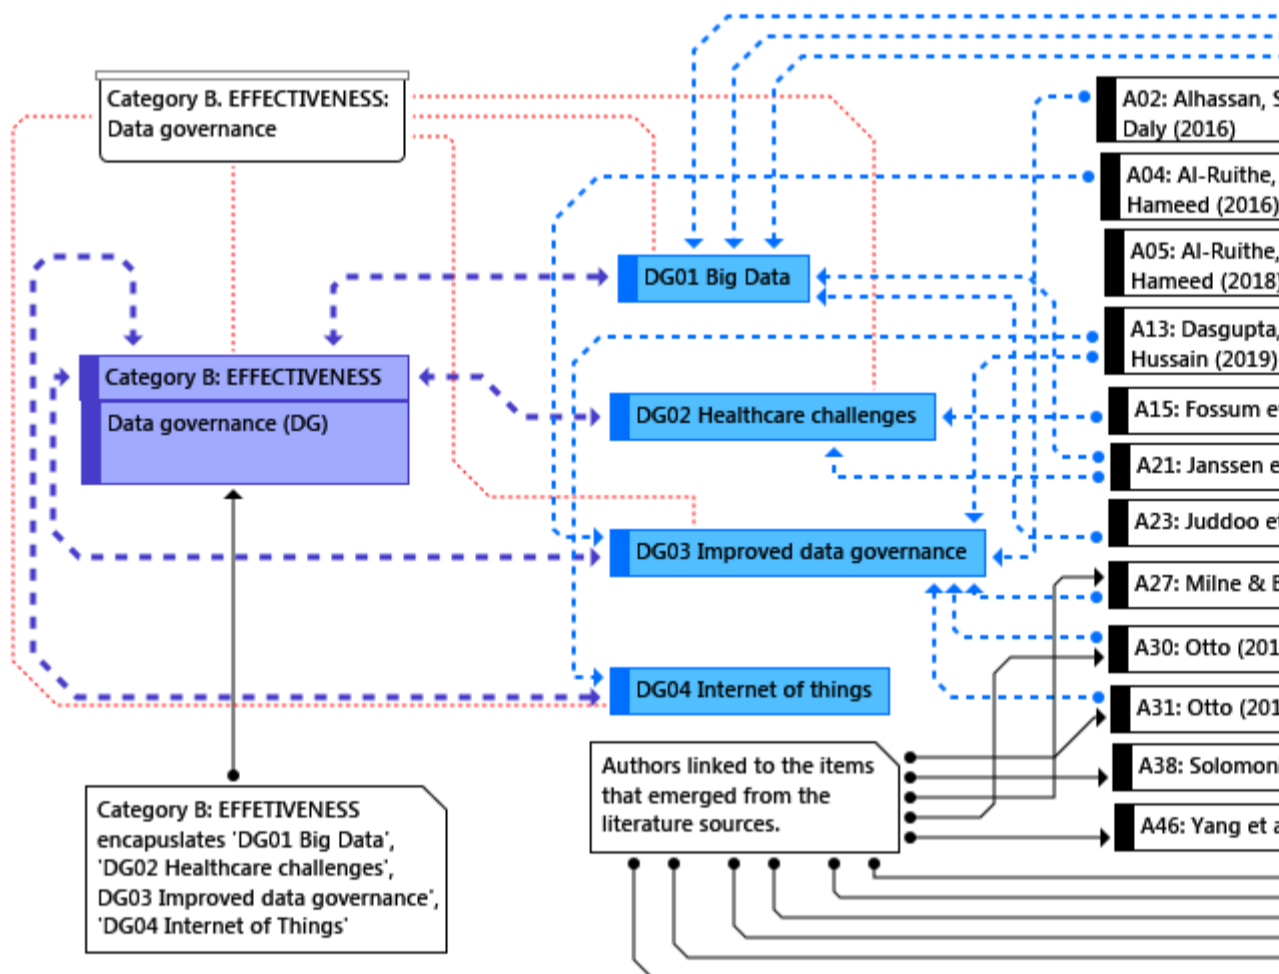 Category B. EFFECTIVENESS:
Data governance
Category B: EFFECTIVENESS
Data governance (DG)
Category B: EFFETIVENESS
encapuslates 'DG01 Big Data',
'DG02 Healthcare challenges',
DG03 Improved data governance',
'DG04 Internet of Things'
DG01 Big Data
DG02 Healthcare challenges
DG03 Improved data governance
DG04 Internet of things
Authors linked to the items
that emerged from the
literature sources.
A02: Alhassan, S
Daly (2016)
A04: Al-Ruithe,
Hameed (2016)
A05: Al-Ruithe,
Hameed (2018)
A13: Dasgupta,
Hussain (2019)
A15: Fossum e
A21: Janssen e
A23: Juddoo et
A27: Milne & B
A30: Otto (201
A31: Otto (201
A38: Solomon
A46: Yang et a